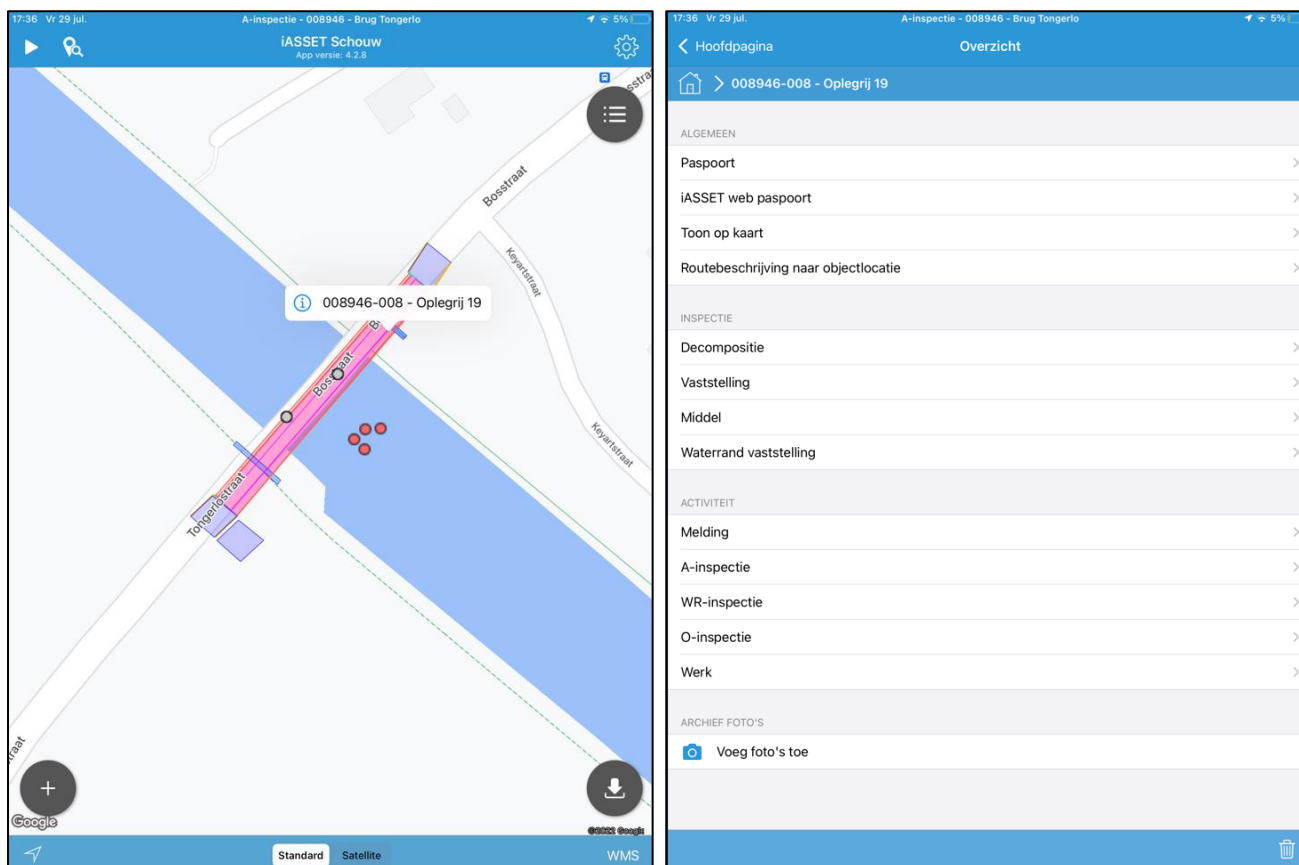 17:36 Vr 29 jul.
A-inspectie - 008946 - Brug Tongerlo
5%
iASSET Schouw
App versie: 4.2.8
Bosstraat
Keyartstraat
008946-008 - Oplegrij 19
Bosstraat
Keyartstraat
Tongerlostraat
Google
©2022 Google
Standard
Satellite
WMS
17:36 Vr 29 jul.
A-inspectie - 008946 - Brug Tongerlo
5%
Hoofdpagina
Overzicht
008946-008 - Oplegrij 19
ALGEMEEN
Paspoort
iASSET web paspoort
Toon op kaart
Routebeschrijving naar objectlocatie
INSPECTIE
Decompositie
Vaststelling
Middel
Waterrand vaststelling
ACTIVITEIT
Melding
A-inspectie
WR-inspectie
O-inspectie
Werk
ARCHIEF FOTO'S
Voeg foto's toe